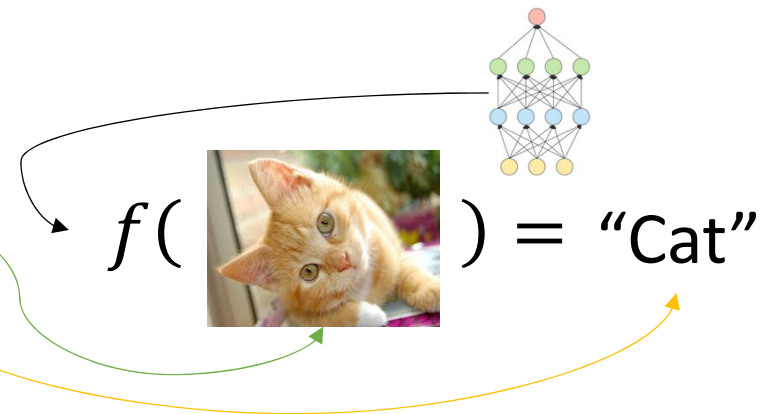 f( ) = “Cat”